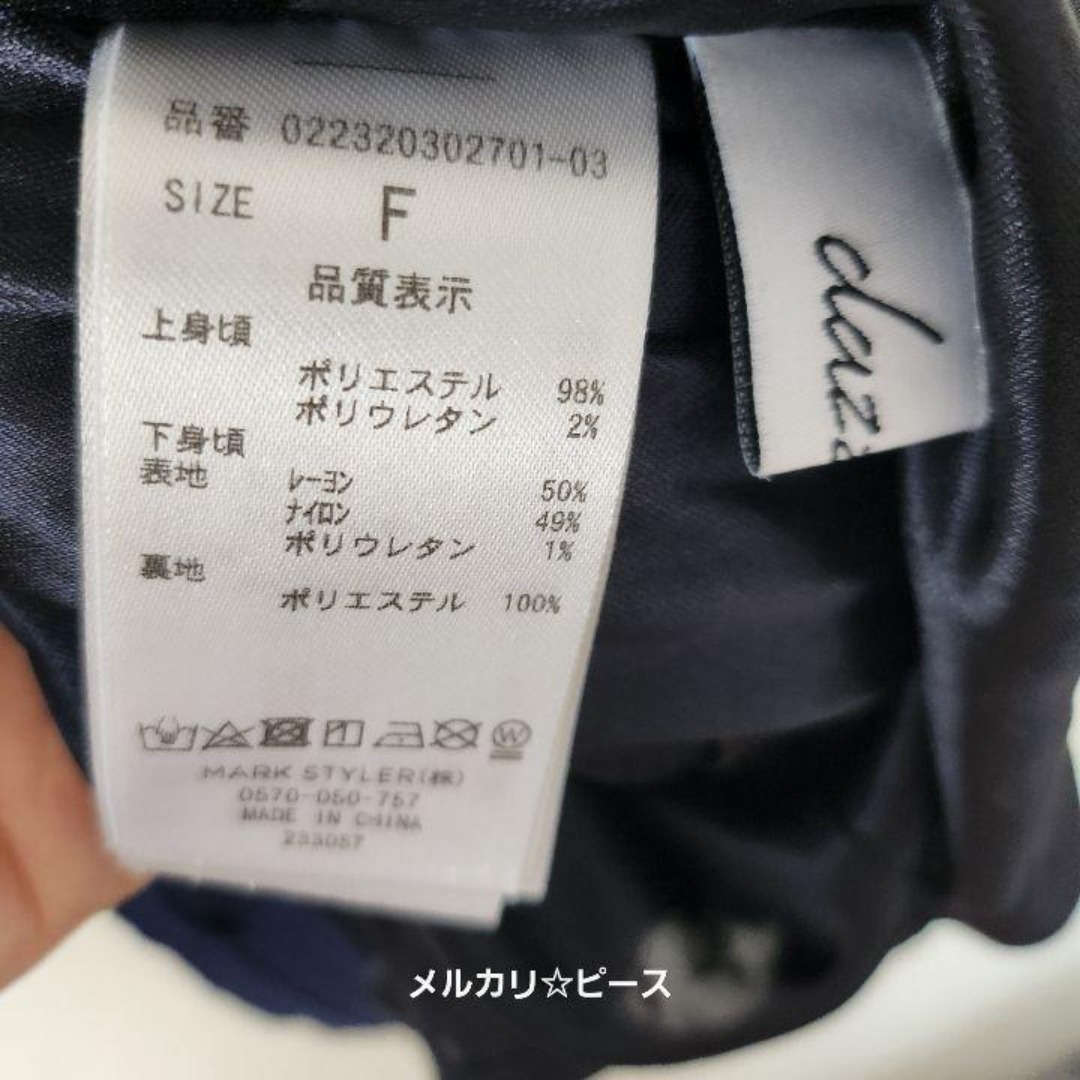 品番 022320302701-03
SIZE F
品質表示
上身頃
ポリエステル 98%
ポリウレタン 2%
下身頃
表地
レーヨン 50%
ナイロン 49%
ポリウレタン 1%
裏地
ポリエステル 100%
MARK STYLER(株)
0570-050-757
MADE IN CHINA
233057
daz
メルカリ☆ピース